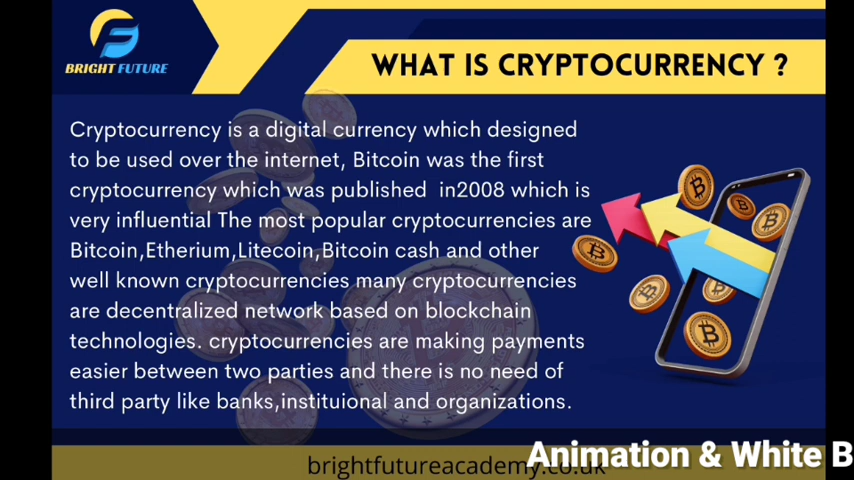 BRIGHT FUTURE
WHAT IS CRYPTOCURRENCY ?
Cryptocurrency is a digital currency which designed
to be used over the internet, Bitcoin was the first
cryptocurrency which was published in2008 which is
very influential The most popular cryptocurrencies are
Bitcoin,Etherium,Litecoin,Bitcoin cash and other
well known cryptocurrencies many cryptocurrencies
are decentralized network based on blockchain
technologies. cryptocurrencies are making payments
easier between two parties and there is no need of
third party like banks,instituional and organizations.
brightfutureacademy.co.uk
Animation & White B